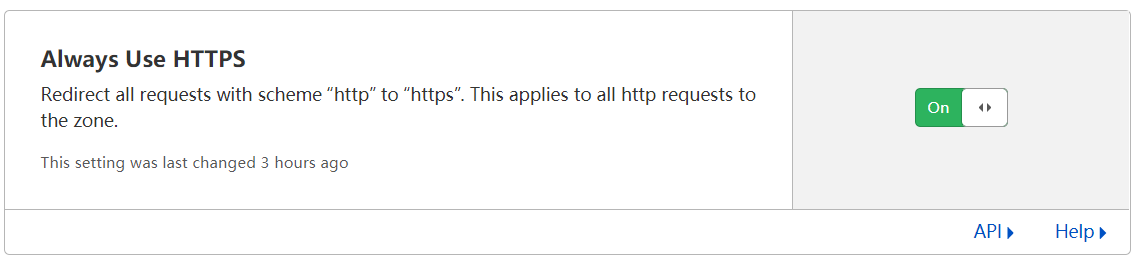 Always Use HTTPS
Redirect all requests with scheme “http” to “https”. This applies to all http requests to
the zone.
On
This setting was last changed 3 hours ago
API
Help